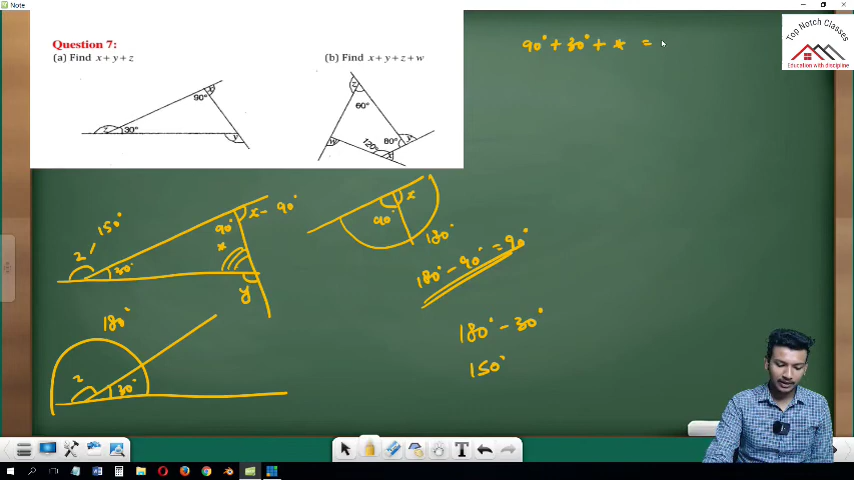 Note
Question 7:
(a) Find x + y + z
(b) Find x + y + z + w
x
90°
z
30°
y
z
60°
w
120°
80°
y
x
90° + 30° + * =
Top Notch Classes
Education with discipline
z - 150°
90°
x - 90°
*
30°
y
x
90°
180°
180° - 90° = 90°
180°
z
30°
180° - 30°
150°